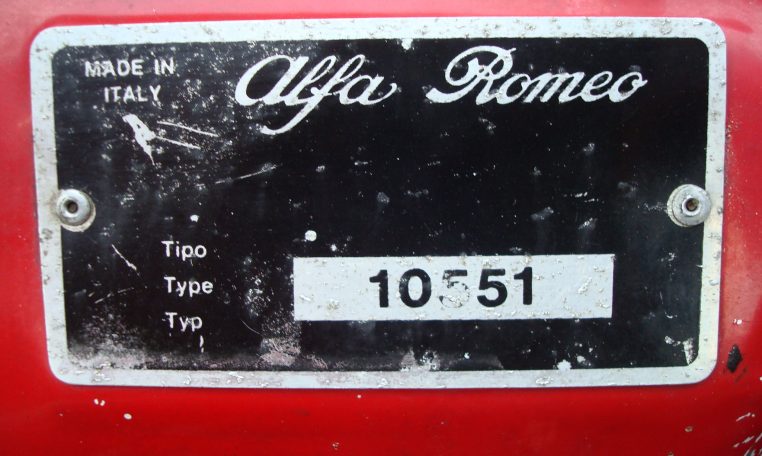 MADE IN
ITALY
Alfa Romeo
Tipo
Type 10551
Typ